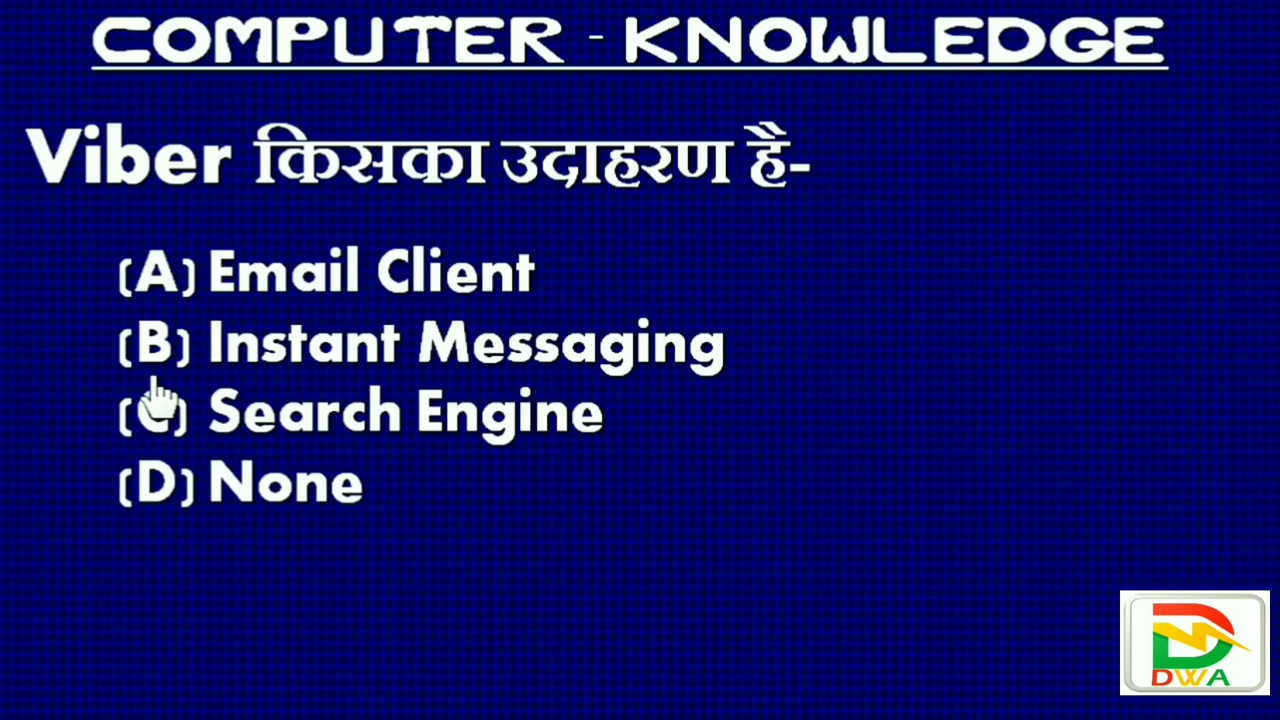 COMPUTER - KNOWLEDGE
Viber किसका उदाहरण है-
(A) Email Client
(B) Instant Messaging
(C) Search Engine
(D) None
DWA